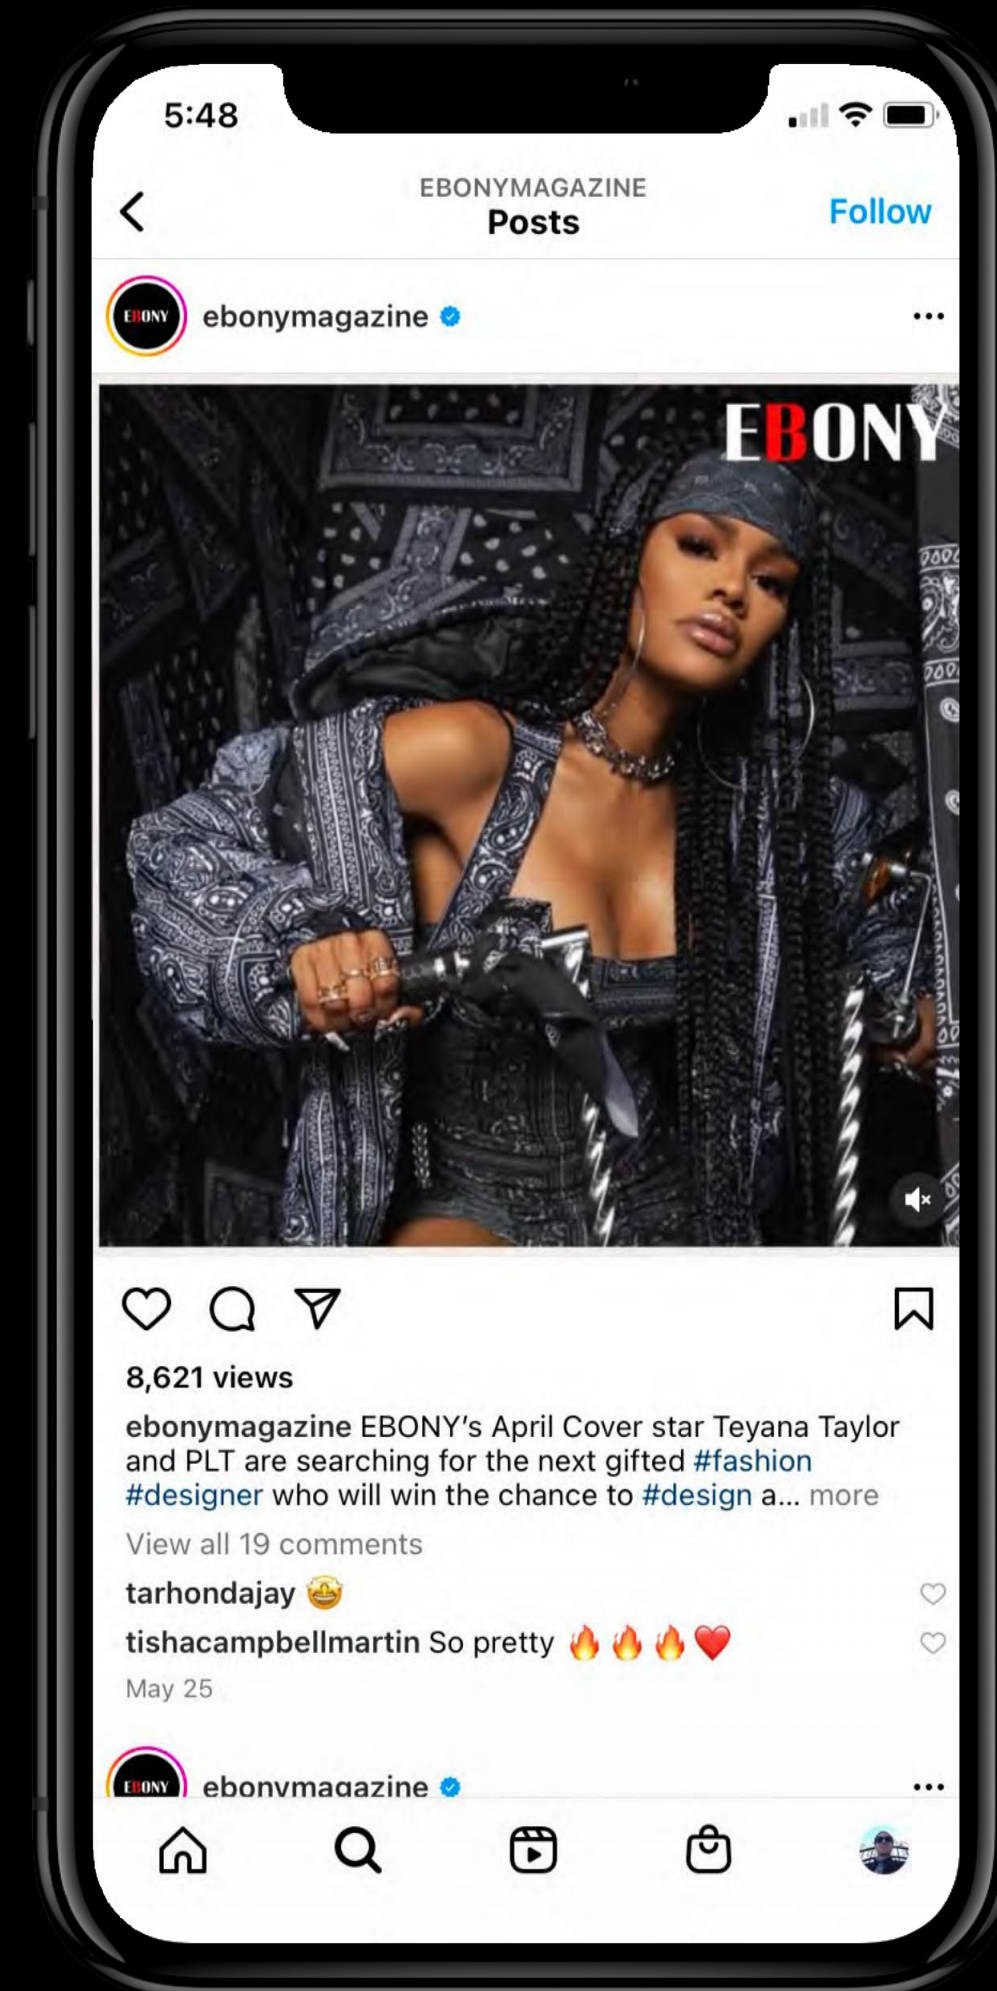 5:48
EBONYMAGAZINE
Posts
Follow
EBONY
ebonymagazine
EBONY
8,621 views
ebonymagazine EBONY’s April Cover star Teyana Taylor
and PLT are searching for the next gifted #fashion
#designer who will win the chance to #design a... more
View all 19 comments
tarhondajay 🤩
tishacampbellmartin So pretty 🔥🔥🔥❤️
May 25
EBONY
ebonymagazine